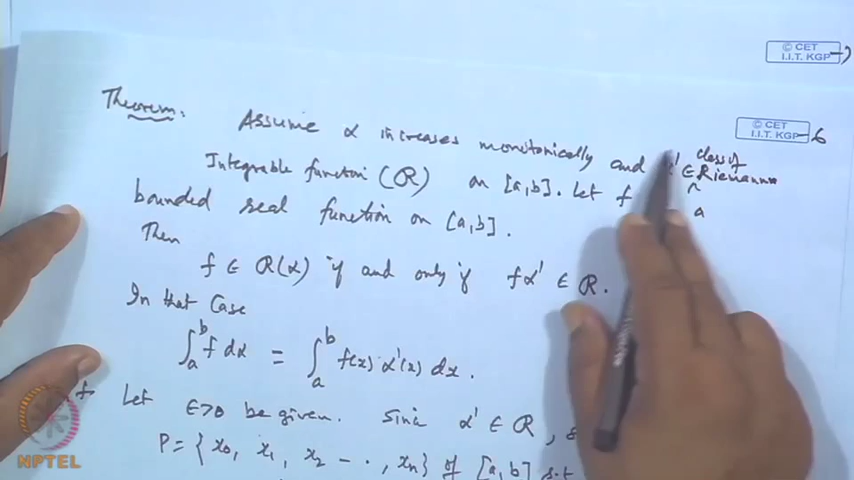 © CET
I.I.T. KGP
© CET
I.I.T. KGP 6
Theorem. Assume α increases monotonically and α' ∈ class of Riemann
Integrable function (R) on [a,b]. Let f a
bounded real function on [a,b].
Then
f ∈ R(α) if and only if fα' ∈ R.
In that Case
∫_a^b f dα = ∫_a^b f(x) α'(x) dx.
Let ε>0 be given. Since α' ∈ R,
P = {x₀, x₁, x₂ - - ·, xₙ} of [a,b] s.t
NPTEL